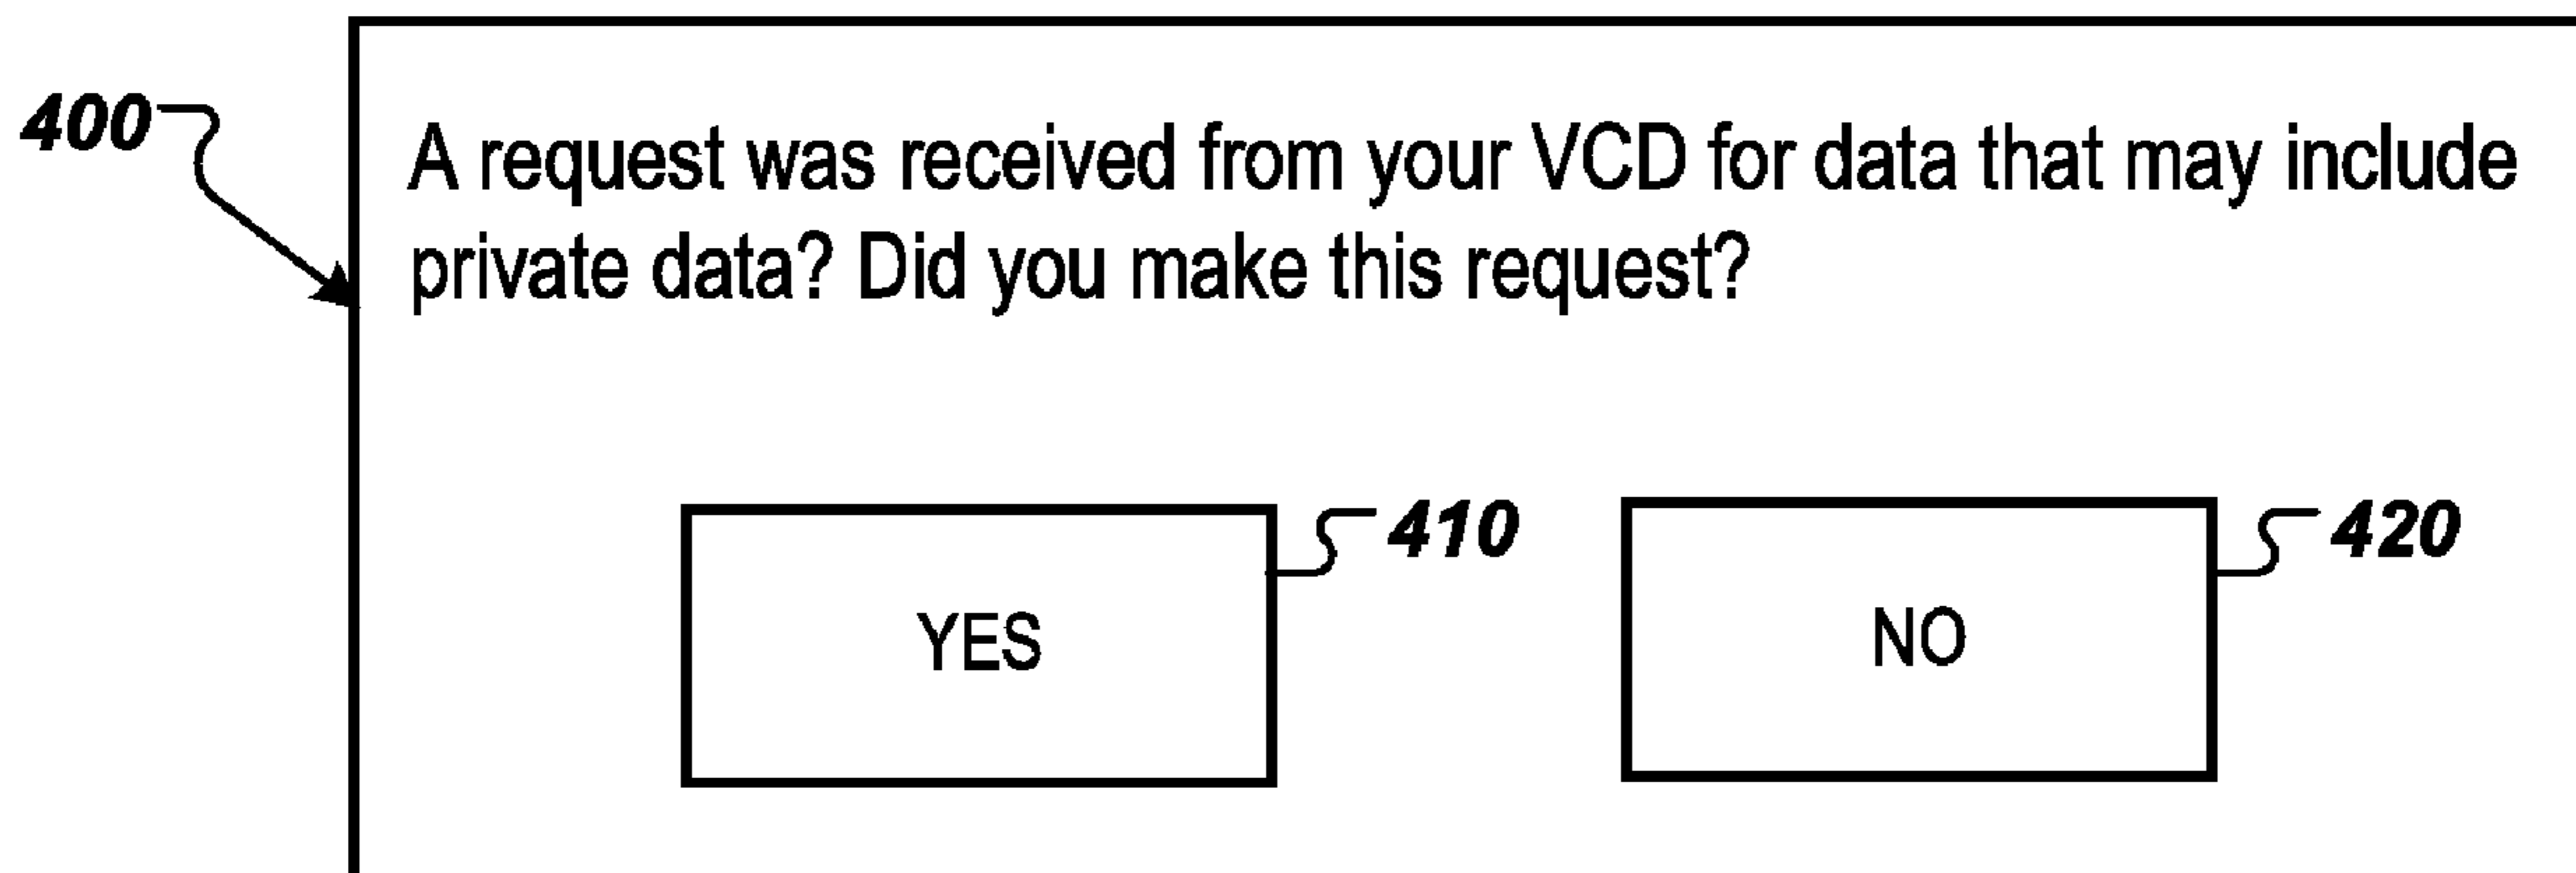 400
A request was received from your VCD for data that may include
private data? Did you make this request?
410
420
YES
NO